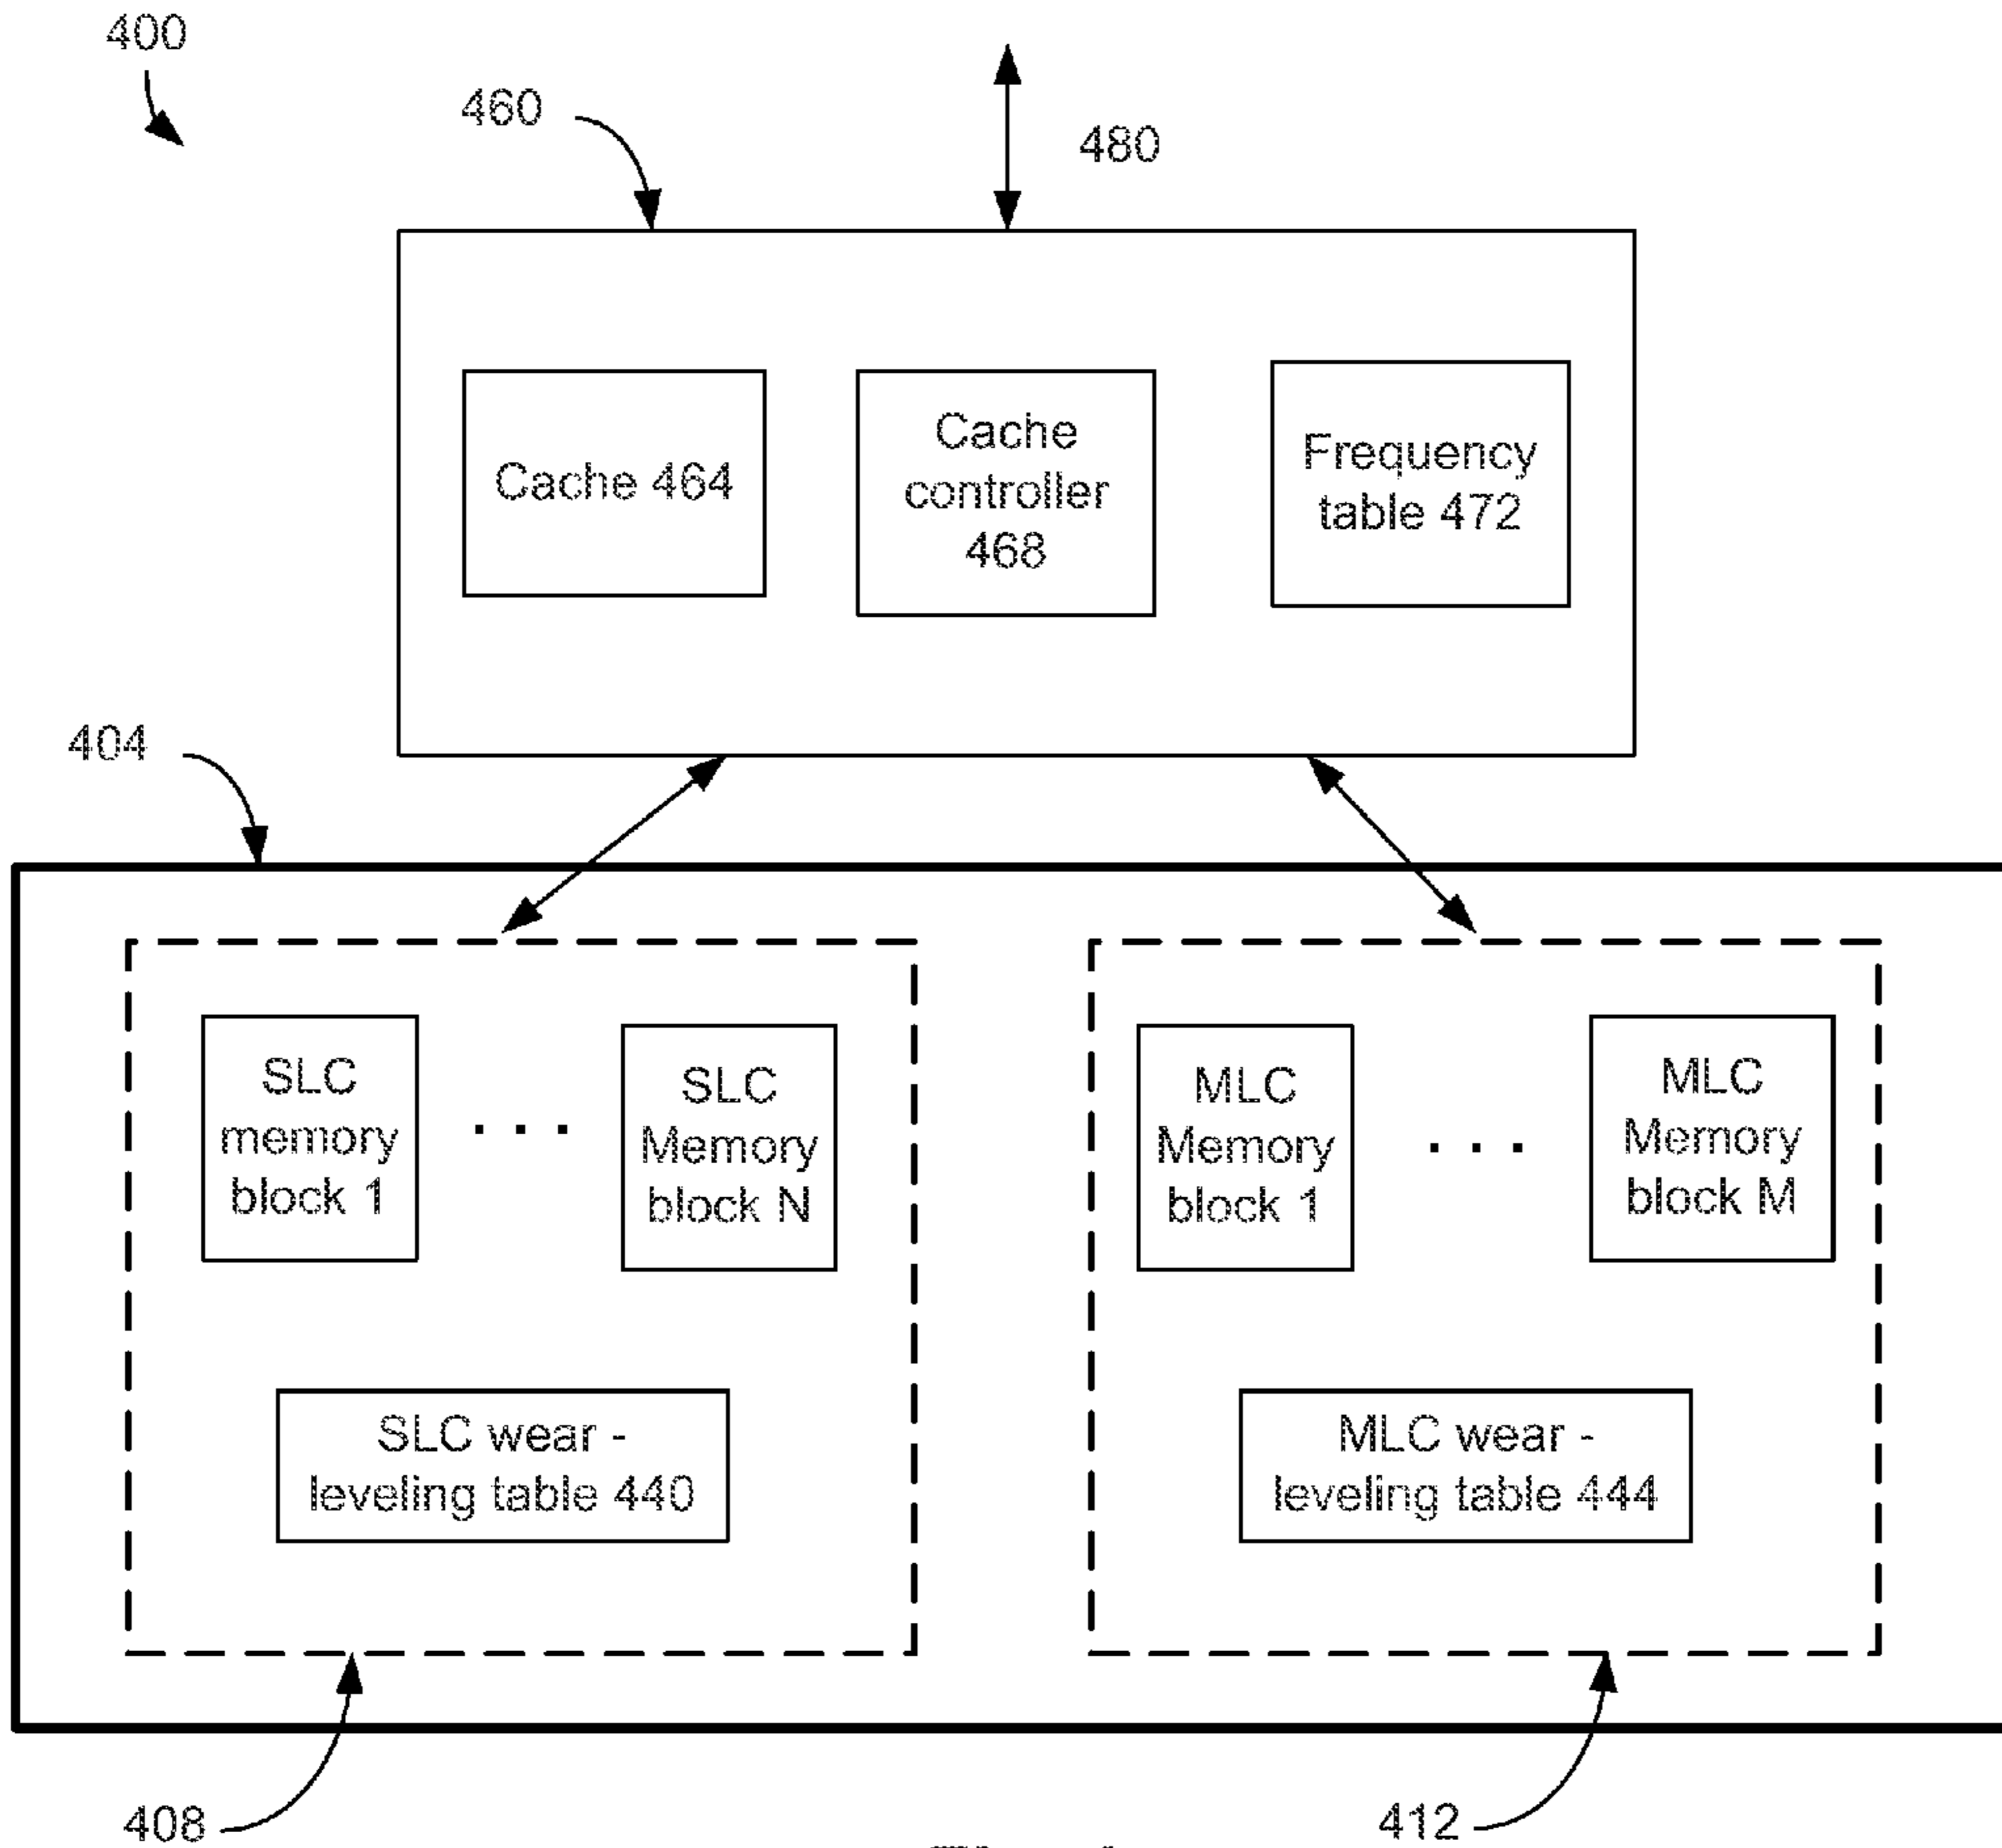 400
460
480
Cache 464
Cache
controller
468
Frequency
table 472
404
SLC
memory
block 1
. . .
SLC
Memory
block N
MLC
Memory
block 1
. . .
MLC
Memory
block M
SLC wear -
leveling table 440
MLC wear -
leveling table 444
408
412